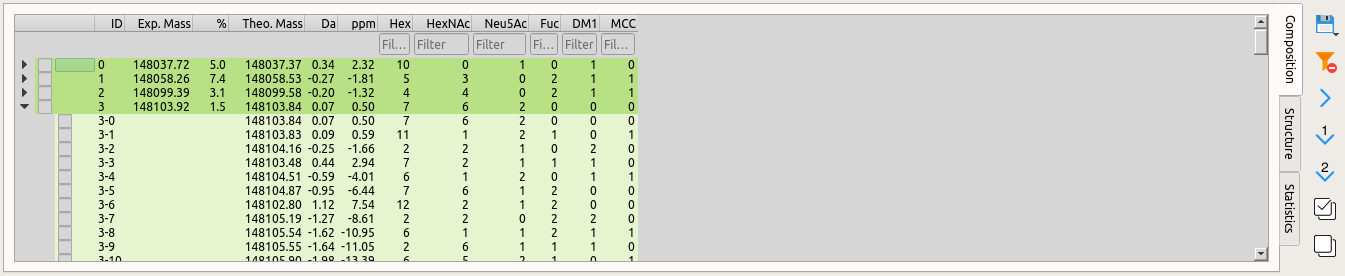 ID Exp. Mass % Theo. Mass Da ppm Hex HexNAc Neu5Ac Fuc DM1 MCC
Fil... Filter Filter Fi... Filter Fil...
0 148037.72 5.0 148037.37 0.34 2.32 10 0 1 0 1 0
1 148058.26 7.4 148058.53 -0.27 -1.81 5 3 0 2 1 1
2 148099.39 3.1 148099.58 -0.20 -1.32 4 4 0 2 1 1
3 148103.92 1.5 148103.84 0.07 0.50 7 6 2 0 0 0
3-0 148103.84 0.07 0.50 7 6 2 0 0 0
3-1 148103.83 0.09 0.59 11 1 2 1 0 1
3-2 148104.16 -0.25 -1.66 2 2 1 0 2 0
3-3 148103.48 0.44 2.94 7 2 1 1 1 0
3-4 148104.51 -0.59 -4.01 6 1 2 0 1 1
3-5 148104.87 -0.95 -6.44 7 6 1 2 0 0
3-6 148102.80 1.12 7.54 12 2 1 2 0 0
3-7 148105.19 -1.27 -8.61 2 2 0 2 2 0
3-8 148105.54 -1.62 -10.95 6 1 1 2 1 1
3-9 148105.55 -1.64 -11.05 2 6 1 1 1 0
3-10 148105.90 -1.98 -13.39 6 5 2 1 0 1
Composition
Structure
Statistics
1
2